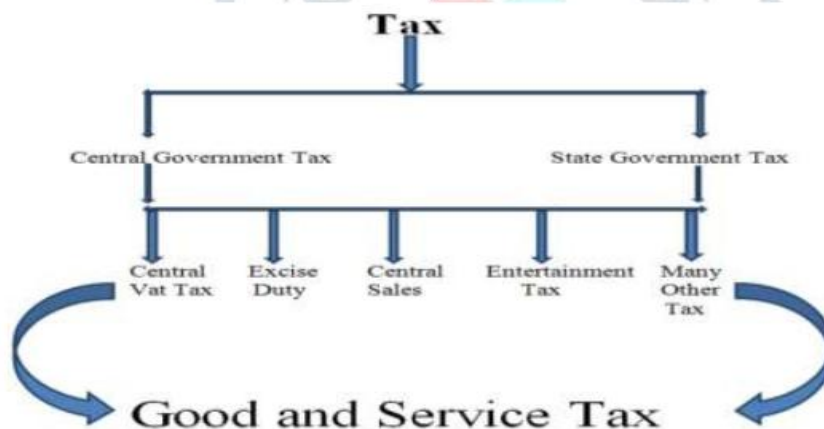 Tax
Central Government Tax
State Government Tax
Central
Vat Tax
Excise
Duty
Central
Sales
Entertainment
Tax
Many
Other
Tax
Good and Service Tax